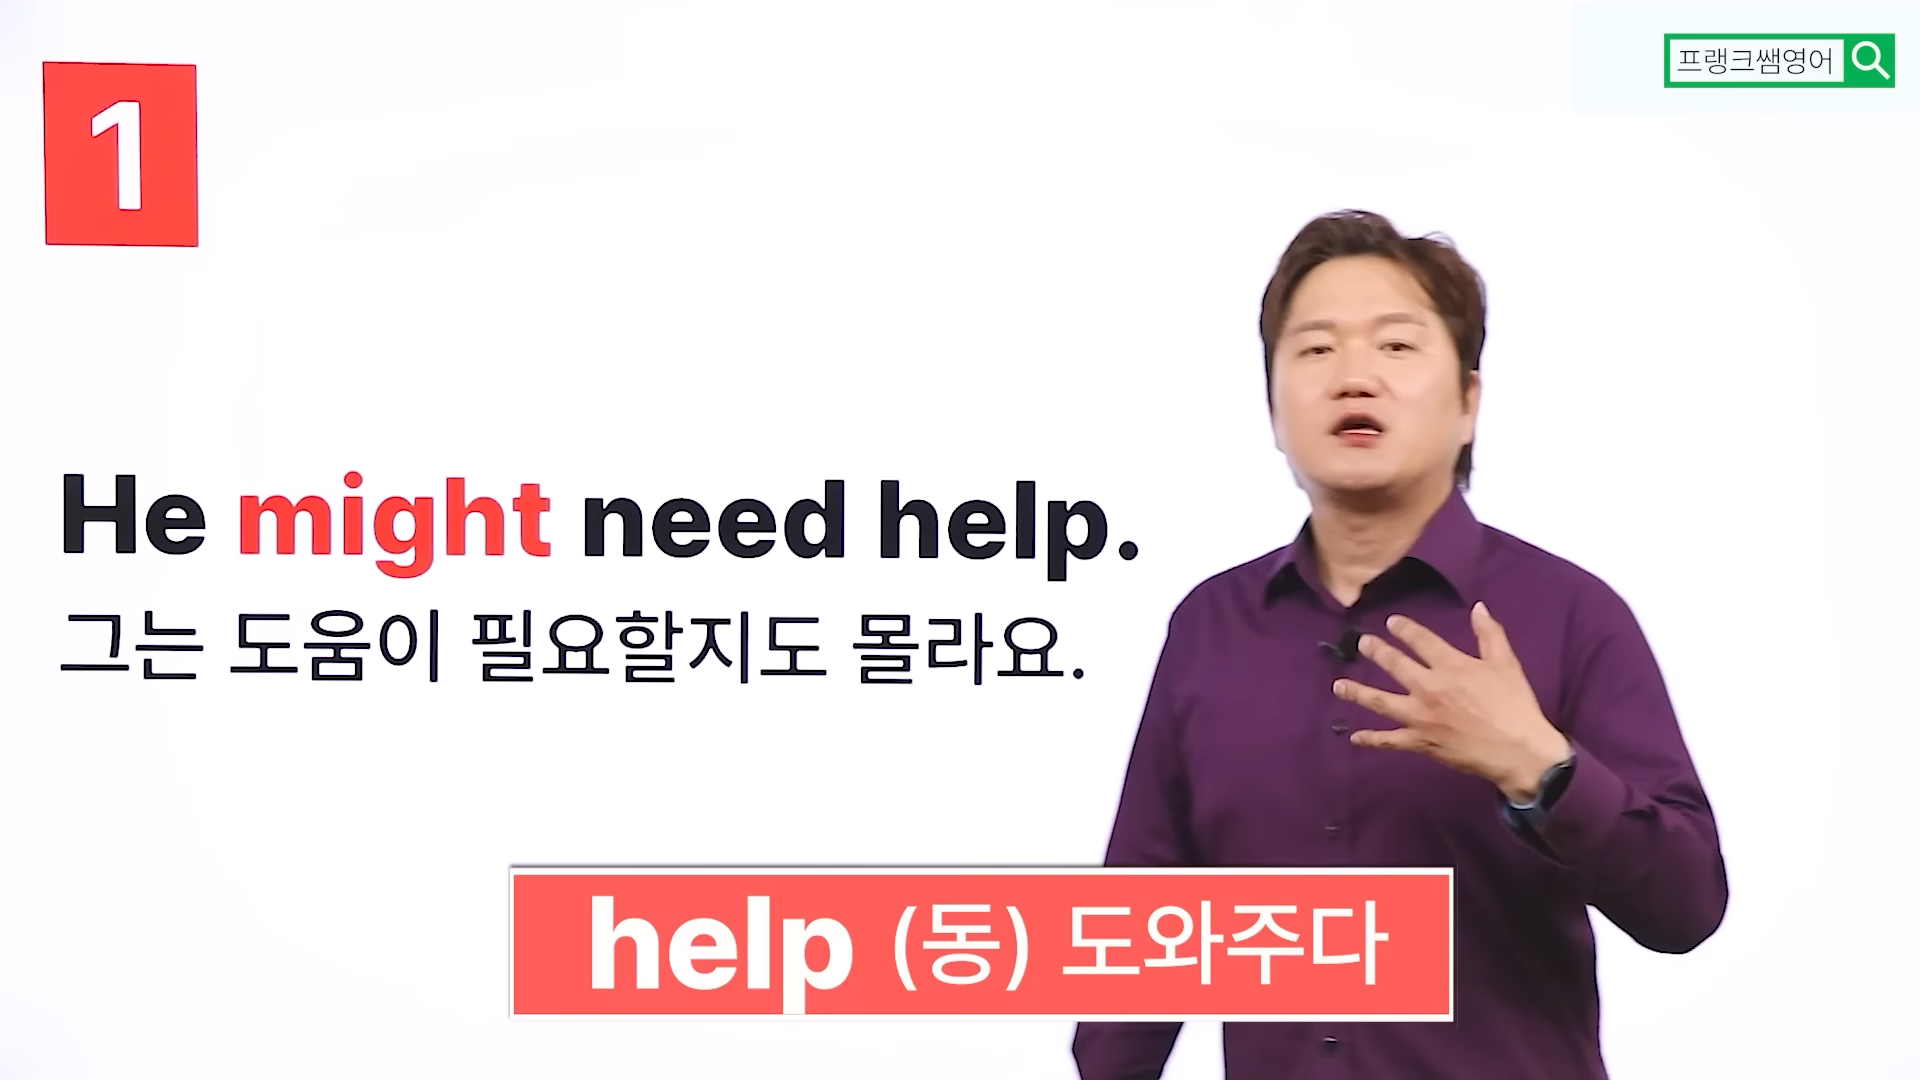 프랭크쌤영어
1
He might need help.
그는 도움이 필요할지도 몰라요.
help (동) 도와주다